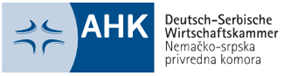 AHK
Deutsch-Serbische
Wirtschaftskammer
Nemačko-srpska
privredna komora